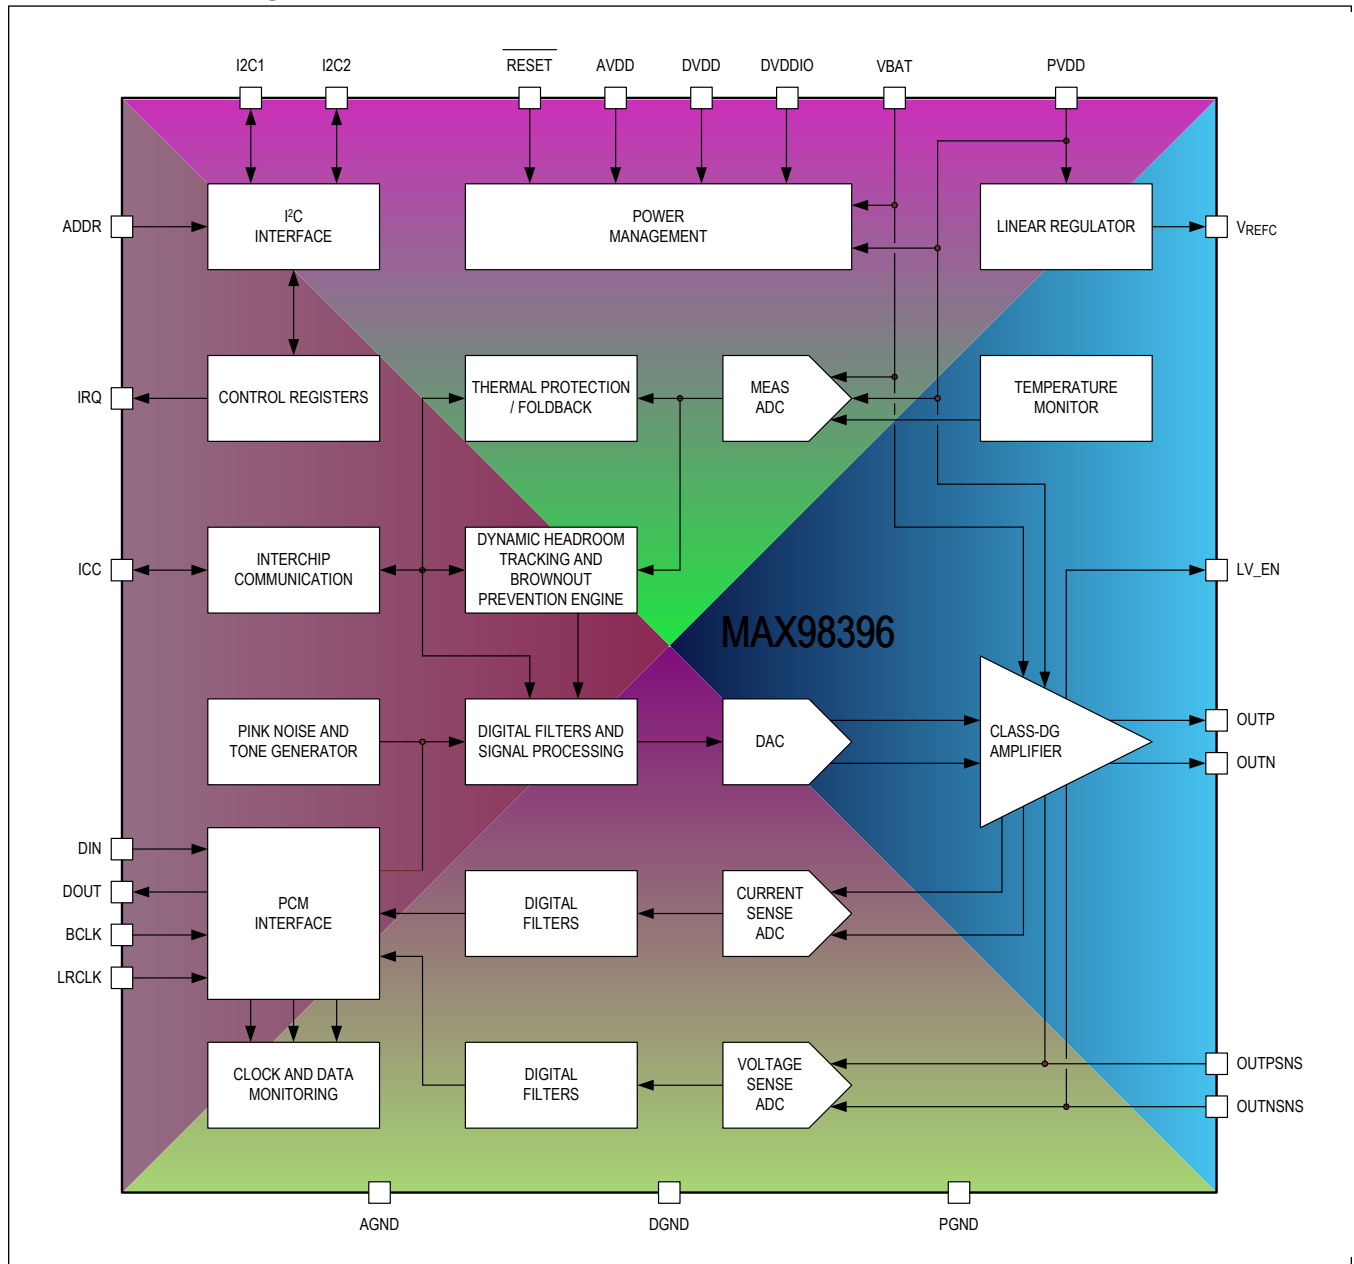 I2C1 I2C2 RESET AVDD DVDD DVDDIO VBAT PVDD
ADDR
I²C
INTERFACE
POWER
MANAGEMENT
LINEAR REGULATOR
VREFC
IRQ
CONTROL REGISTERS
THERMAL PROTECTION
/ FOLDBACK
MEAS
ADC
TEMPERATURE
MONITOR
ICC
INTERCHIP
COMMUNICATION
DYNAMIC HEADROOM
TRACKING AND
BROWNOUT
PREVENTION ENGINE
LV_EN
MAX98396
PINK NOISE AND
TONE GENERATOR
DIGITAL FILTERS AND
SIGNAL PROCESSING
DAC
CLASS-DG
AMPLIFIER
OUTP
OUTN
DIN
DOUT
BCLK
LRCLK
PCM
INTERFACE
DIGITAL
FILTERS
CURRENT
SENSE
ADC
CLOCK AND DATA
MONITORING
DIGITAL
FILTERS
VOLTAGE
SENSE
ADC
OUTPSNS
OUTNSNS
AGND DGND PGND